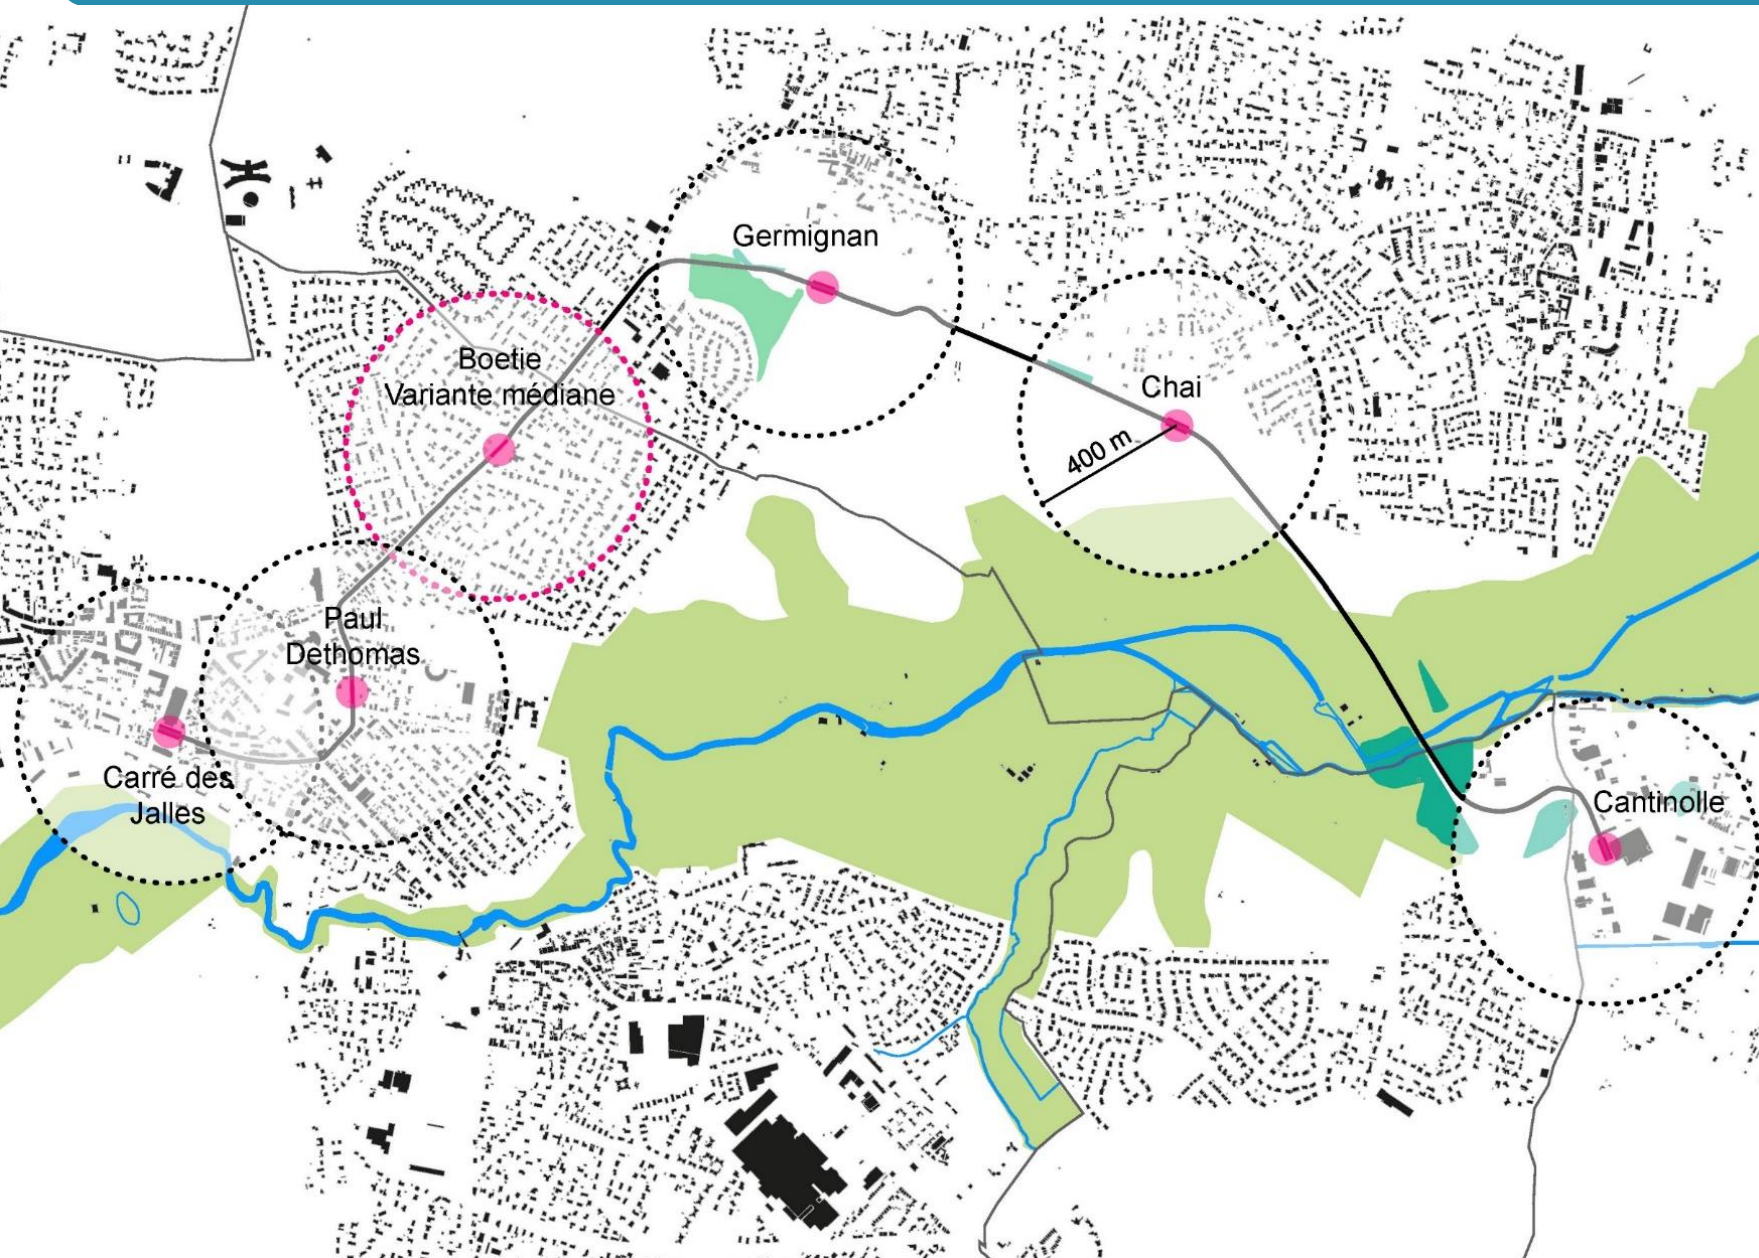 Germignan
Boetie
Variante médiane
Chai
400 m
Paul
Dethomas
Carré des
Jalles
Cantinolle